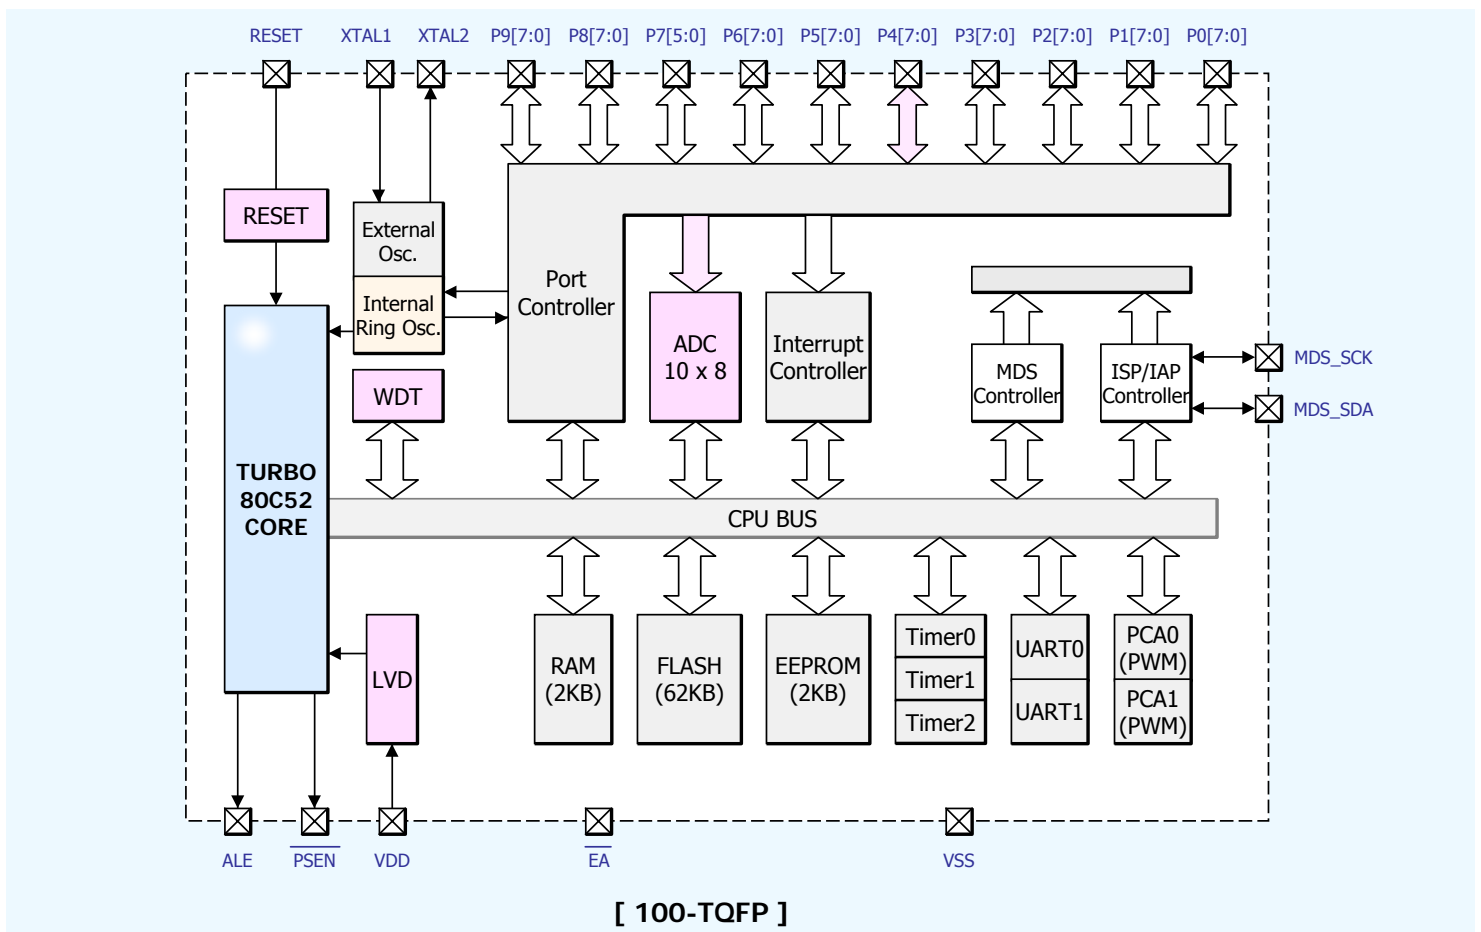 RESET XTAL1 XTAL2 P9[7:0] P8[7:0] P7[5:0] P6[7:0] P5[7:0] P4[7:0] P3[7:0] P2[7:0] P1[7:0] P0[7:0]
RESET
External
Osc.
Internal
Ring Osc.
Port
Controller
ADC
10 x 8
Interrupt
Controller
MDS
Controller
ISP/IAP
Controller
MDS_SCK
MDS_SDA
WDT
TURBO
80C52
CORE
CPU BUS
LVD
RAM
(2KB)
FLASH
(62KB)
EEPROM
(2KB)
Timer0
Timer1
Timer2
UART0
UART1
PCA0
(PWM)
PCA1
(PWM)
ALE PSEN VDD EA VSS
[ 100-TQFP ]